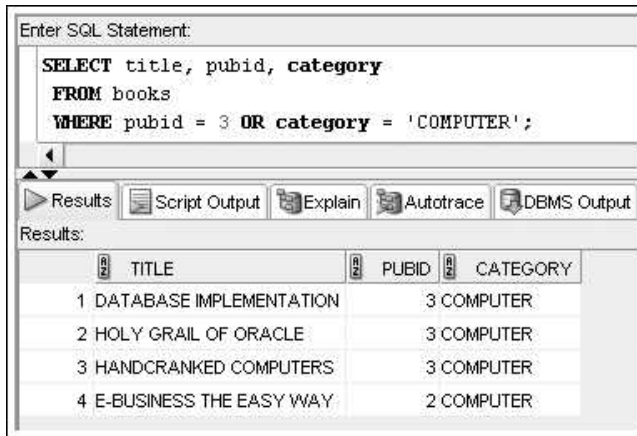 Enter SQL Statement:
SELECT title, pubid, category
FROM books
WHERE pubid = 3 OR category = 'COMPUTER';
Results Script Output Explain Autotrace DBMS Output
Results:
TITLE PUBID CATEGORY
1 DATABASE IMPLEMENTATION 3 COMPUTER
2 HOLY GRAIL OF ORACLE 3 COMPUTER
3 HANDCRANKED COMPUTERS 3 COMPUTER
4 E-BUSINESS THE EASY WAY 2 COMPUTER